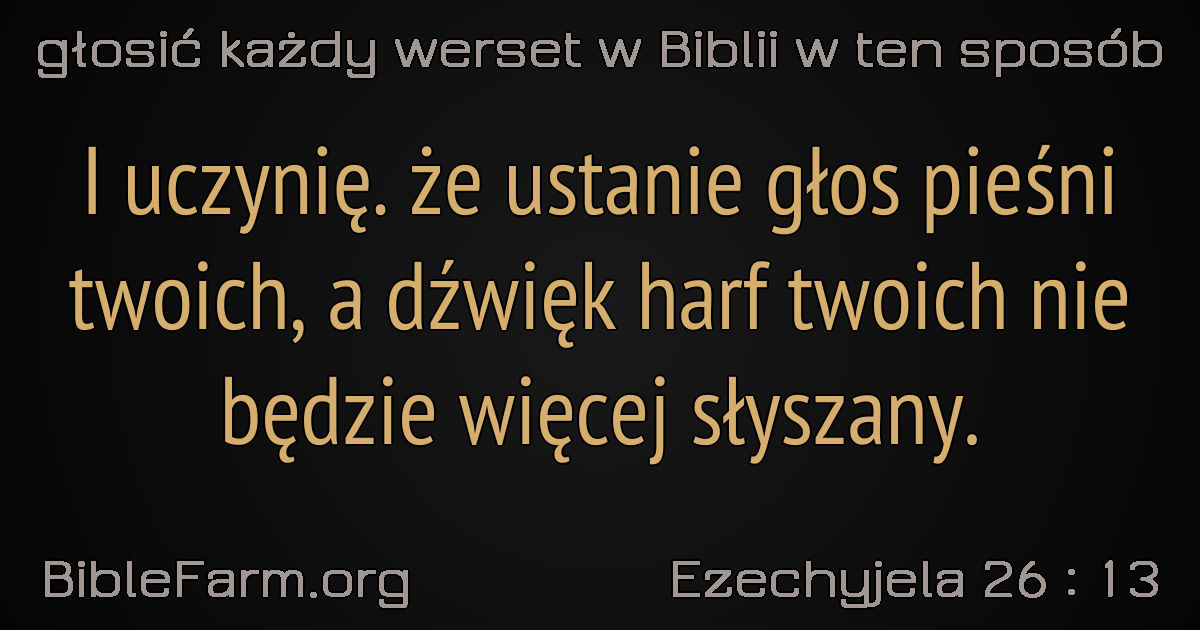 głosić każdy werset w Biblii w ten sposób
I uczynię. że ustanie głos pieśni
twoich, a dźwięk harf twoich nie
będzie więcej słyszany.
BibleFarm.org
Ezechyjela 26 : 13